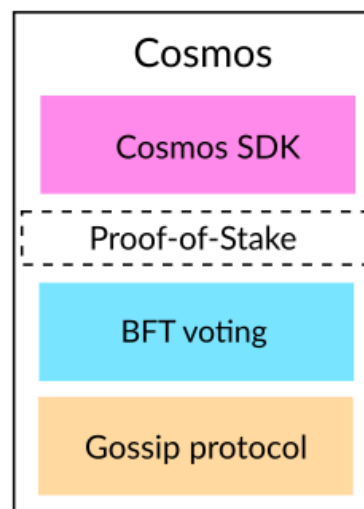 Cosmos
Cosmos SDK
Proof-of-Stake
BFT voting
Gossip protocol